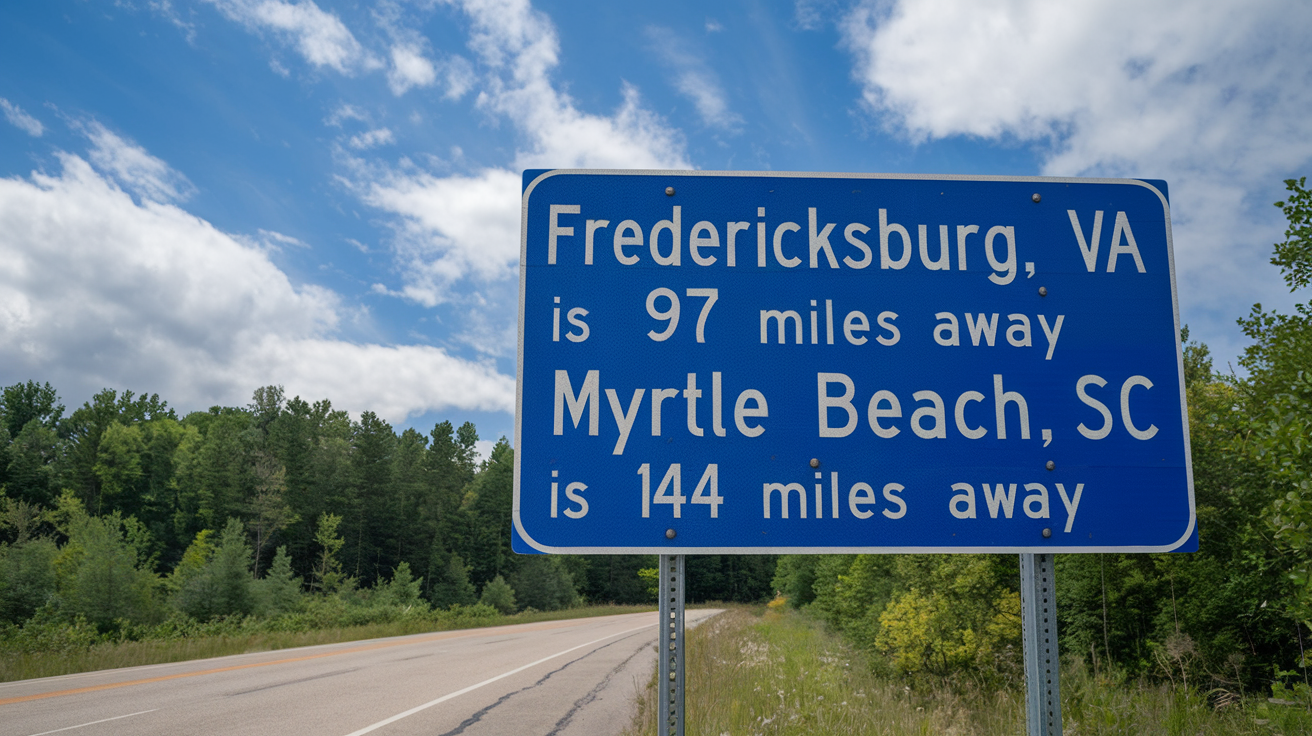 Fredericksburg, VA
is 97 miles away
Myrtle Beach, SC
is 144 miles away